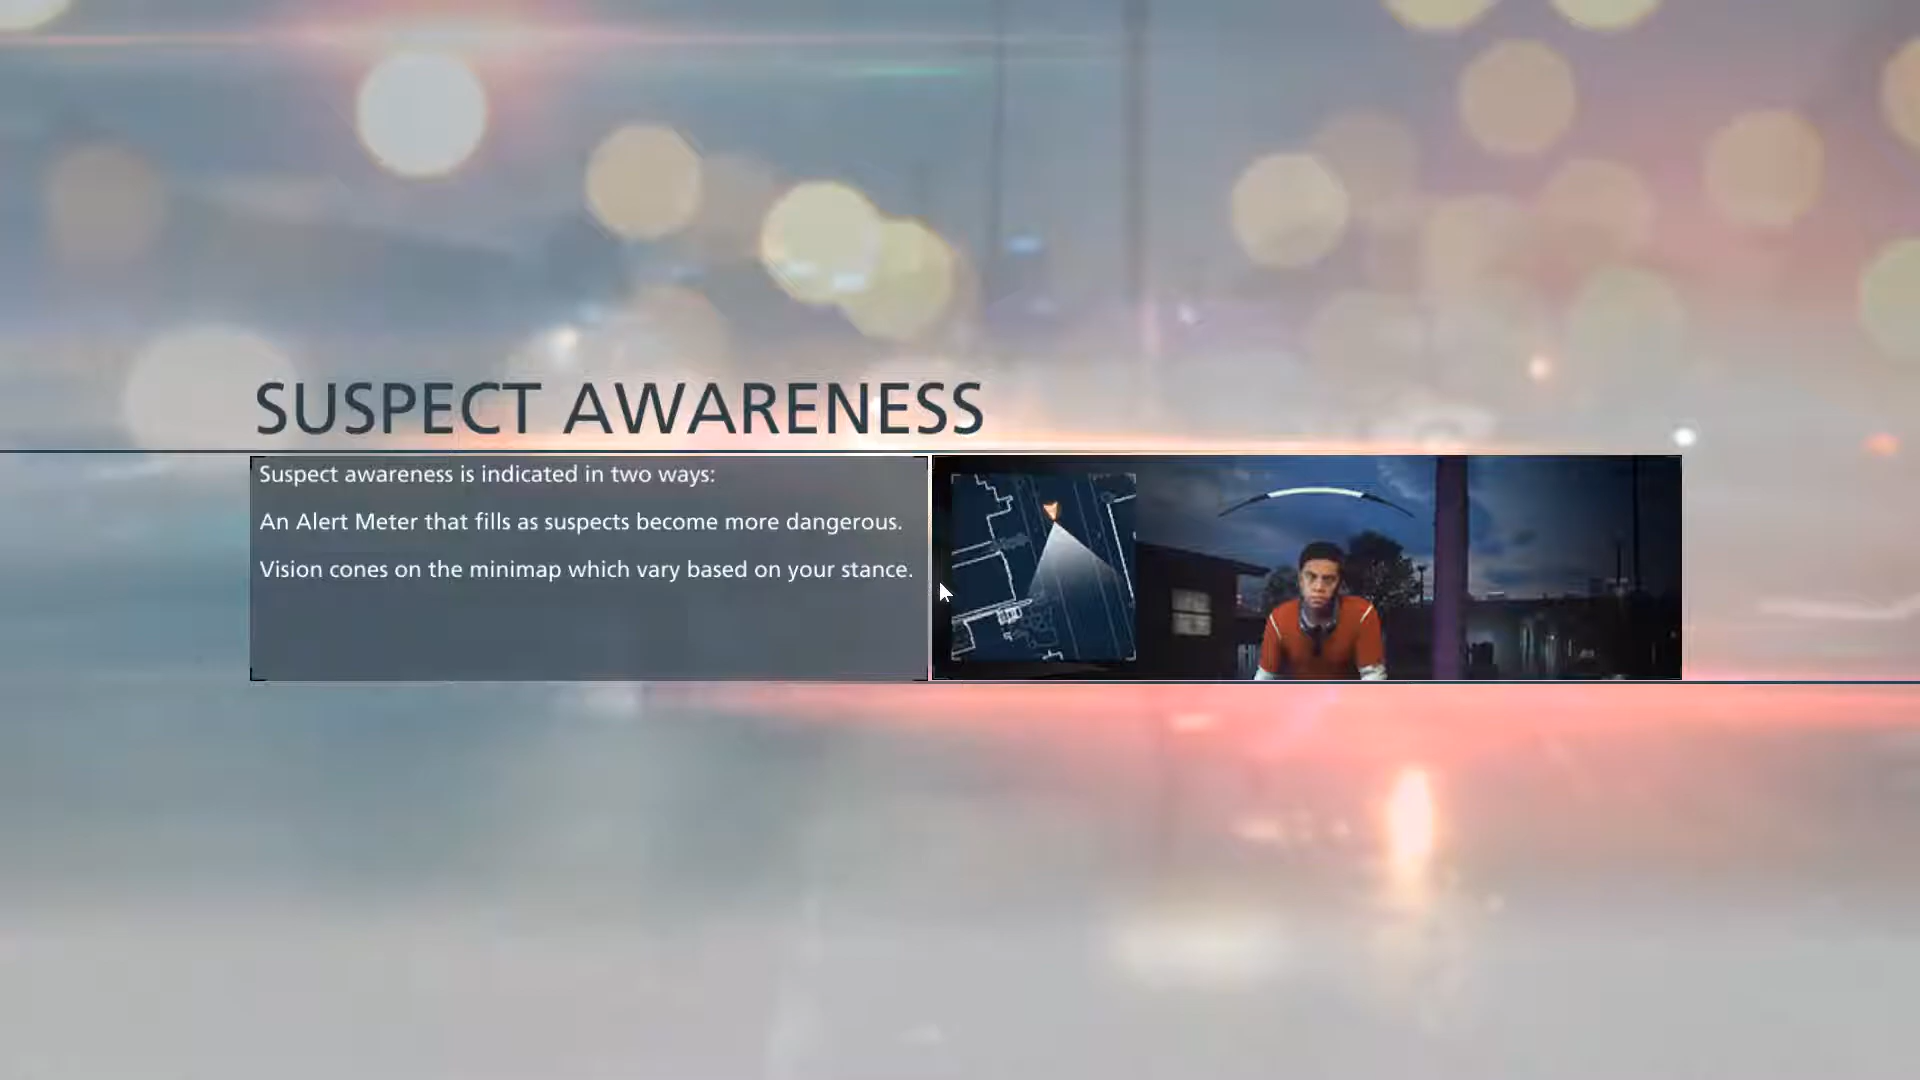 SUSPECT AWARENESS
Suspect awareness is indicated in two ways:
An Alert Meter that fills as suspects become more dangerous.
Vision cones on the minimap which vary based on your stance.